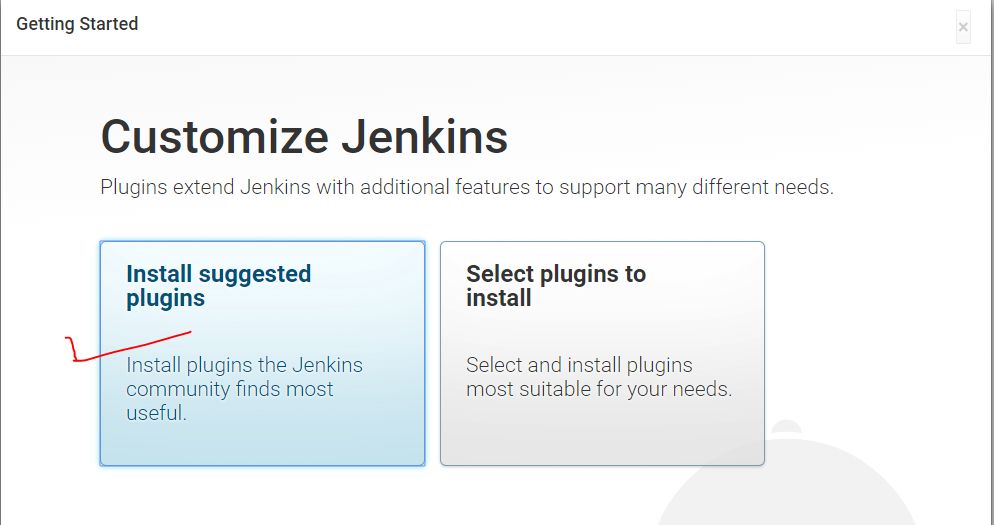 Getting Started
×
Customize Jenkins
Plugins extend Jenkins with additional features to support many different needs.
Install suggested
plugins
Install plugins the Jenkins
community finds most
useful.
Select plugins to
install
Select and install plugins
most suitable for your needs.